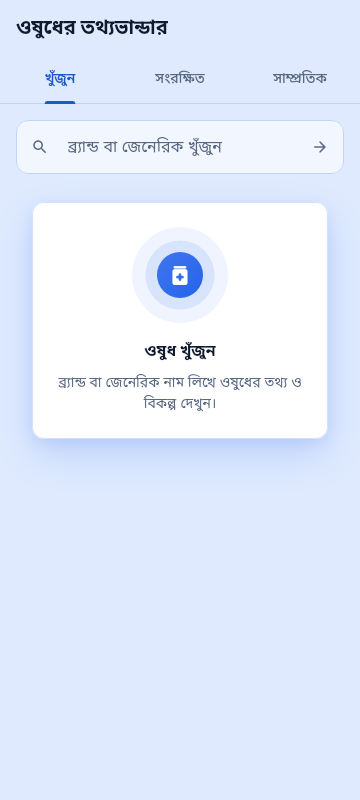 ওষুধের তথ্যভান্ডার
খুঁজুন
সংরক্ষিত
সাম্প্রতিক
ব্র্যান্ড বা জেনেরিক খুঁজুন
ওষুধ খুঁজুন
ব্র্যান্ড বা জেনেরিক নাম লিখে ওষুধের তথ্য ও
বিকল্প দেখুন।